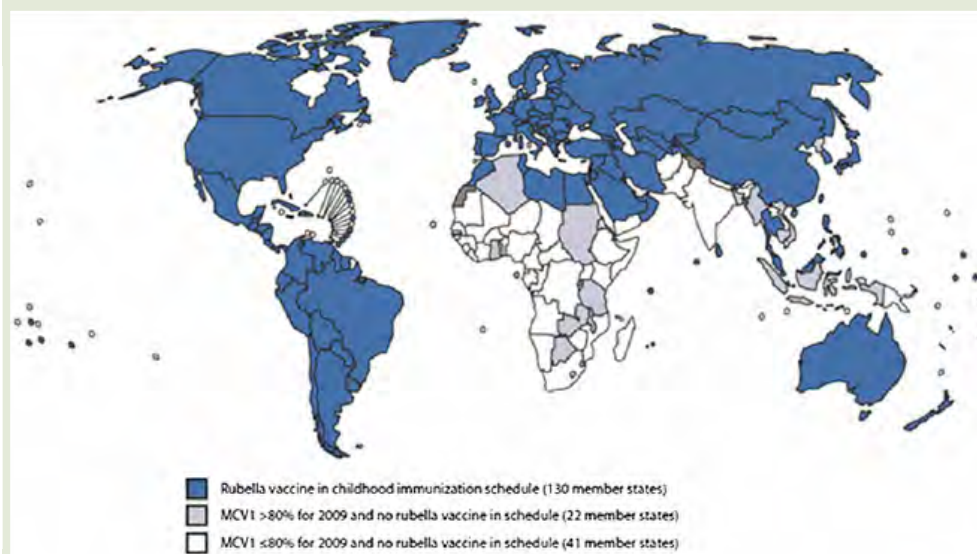 Rubella vaccine in childhood immunization schedule (130 member states)
MCV1 >80% for 2009 and no rubella vaccine in schedule (22 member states)
MCV1 ≤80% for 2009 and no rubella vaccine in schedule (41 member states)